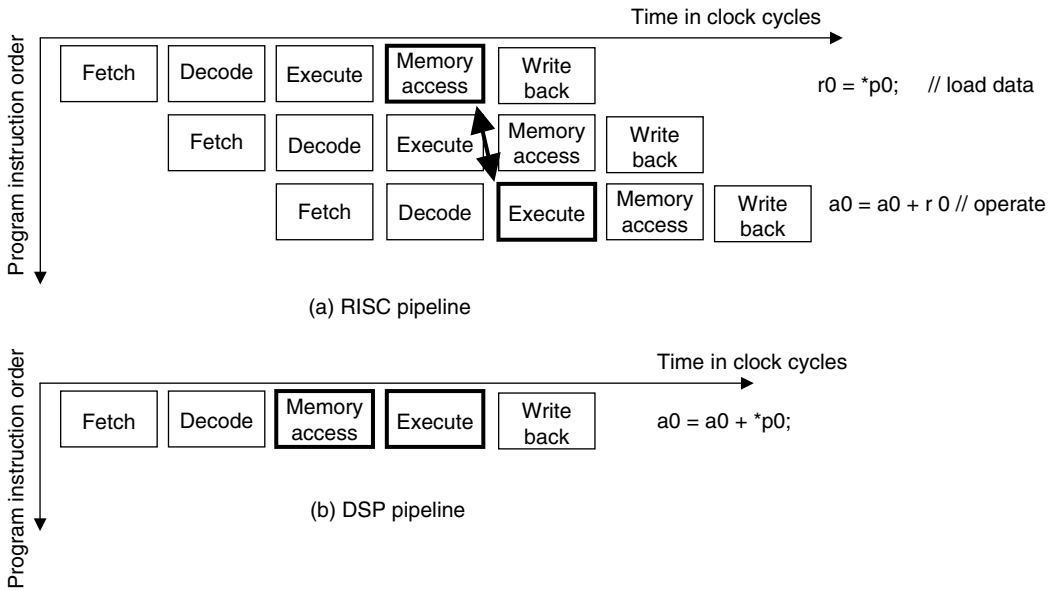 Time in clock cycles
Program instruction order
Fetch
Decode
Execute
Memory
access
Write
back
r0 = *p0; // load data
Fetch
Decode
Execute
Memory
access
Write
back
Fetch
Decode
Execute
Memory
access
Write
back
a0 = a0 + r 0 // operate
(a) RISC pipeline
Time in clock cycles
Program instruction order
Fetch
Decode
Memory
access
Execute
Write
back
a0 = a0 + *p0;
(b) DSP pipeline